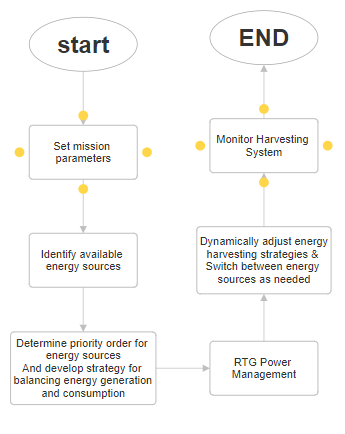 start
Set mission
parameters
Identify available
energy sources
Determine priority order for
energy sources
And develop strategy for
balancing energy generation
and consumption
RTG Power
Management
Dynamically adjust energy
harvesting strategies &
Switch between energy
sources as needed
Monitor Harvesting
System
END